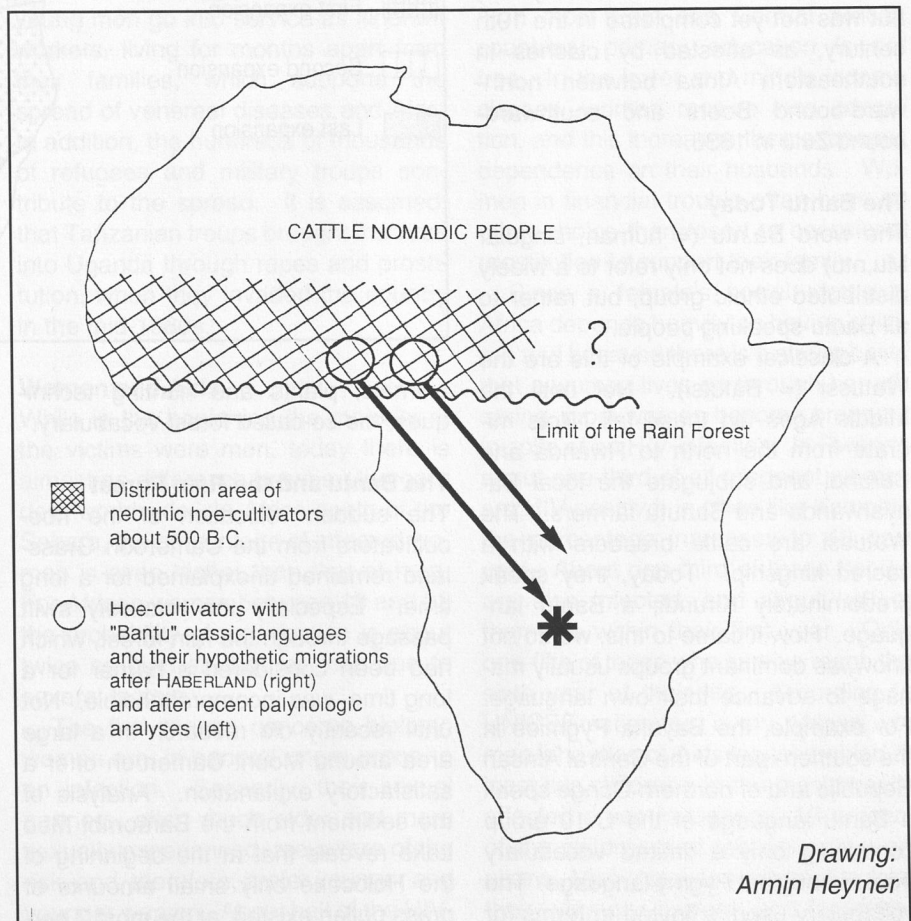 CATTLE NOMADIC PEOPLE
?
Limit of the Rain Forest
Distribution area of
neolithic hoe-cultivators
about 500 B.C.
Hoe-cultivators with
"Bantu" classic-languages
and their hypothetic migrations
after HABERLAND (right)
and after recent palynologic
analyses (left)
Drawing:
Armin Heymer